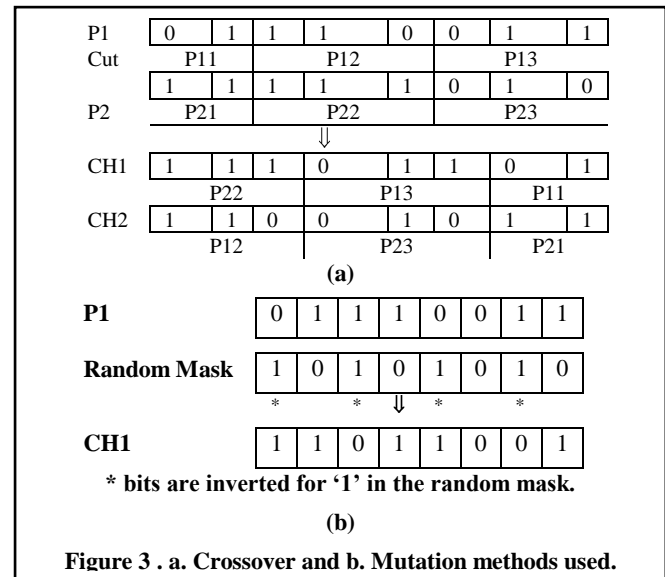 P1 0 1 1 1 0 0 1 1
Cut P11 P12 P13
1 1 1 1 1 0 1 0
P2 P21 P22 P23
⇓
CH1 1 1 1 0 1 1 0 1
P22 P13 P11
CH2 1 1 0 0 1 0 1 1
P12 P23 P21
(a)
P1 0 1 1 1 0 0 1 1
Random Mask 1 0 1 0 1 0 1 0
* * ⇓ * *
CH1 1 1 0 1 1 0 0 1
* bits are inverted for ‘1’ in the random mask.
(b)
Figure 3 . a. Crossover and b. Mutation methods used.